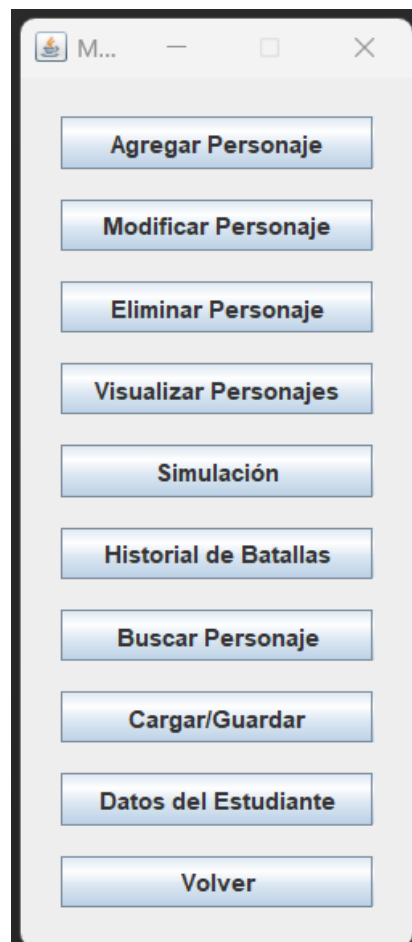 M...
Agregar Personaje
Modificar Personaje
Eliminar Personaje
Visualizar Personajes
Simulación
Historial de Batallas
Buscar Personaje
Cargar/Guardar
Datos del Estudiante
Volver